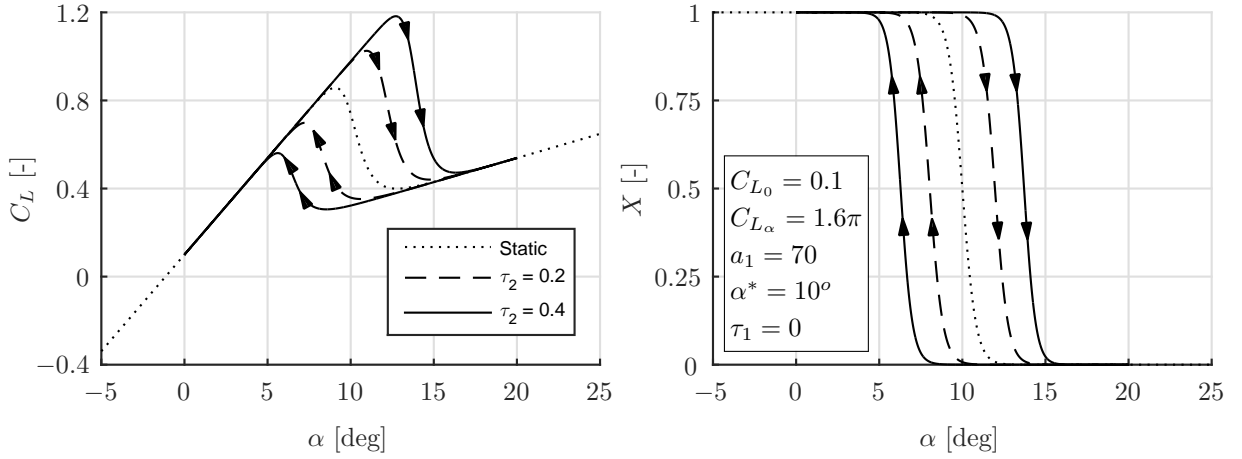 1.2
0.8
0.4
0
−0.4
C_L [-]
−5 0 5 10 15 20 25
α [deg]
Static
τ_2 = 0.2
τ_2 = 0.4
1
0.75
0.5
0.25
0
X [-]
−5 0 5 10 15 20 25
α [deg]
C_{L_0} = 0.1
C_{L_α} = 1.6π
a_1 = 70
α^* = 10^o
τ_1 = 0